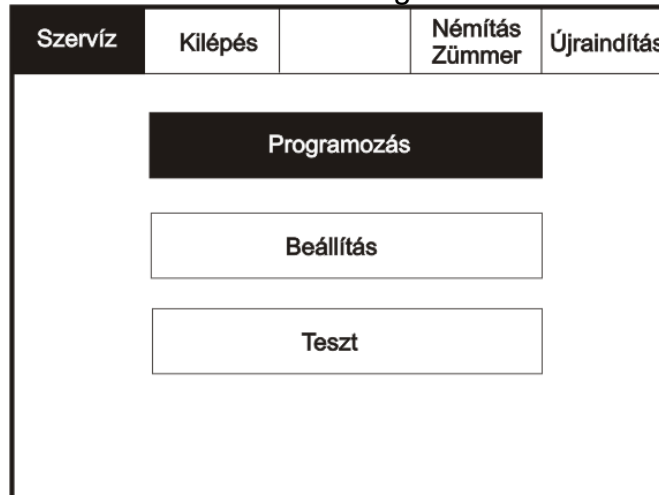 Szervíz
Kilépés
Némítás
Zümmer
Újraindítás
Programozás
Beállítás
Teszt